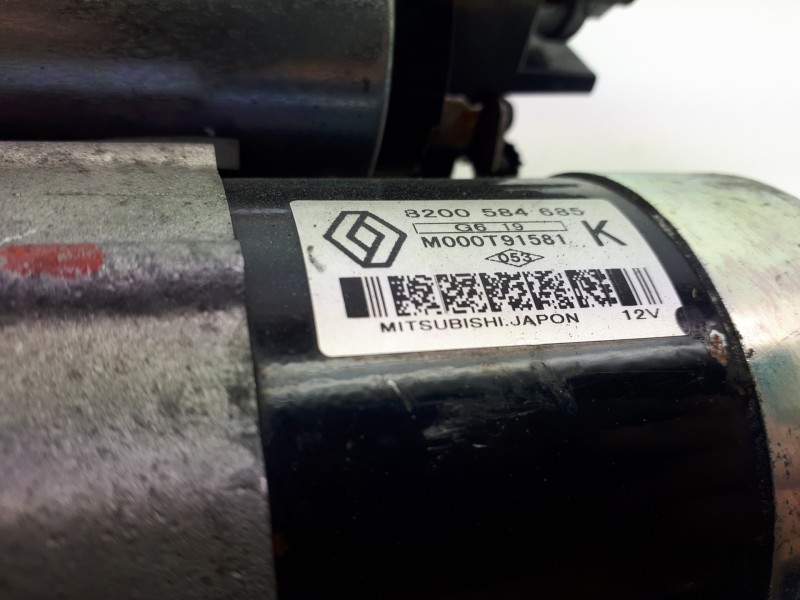 8200 584 685
G6 19
M000T91581 K
053
MITSUBISHI.JAPON 12V